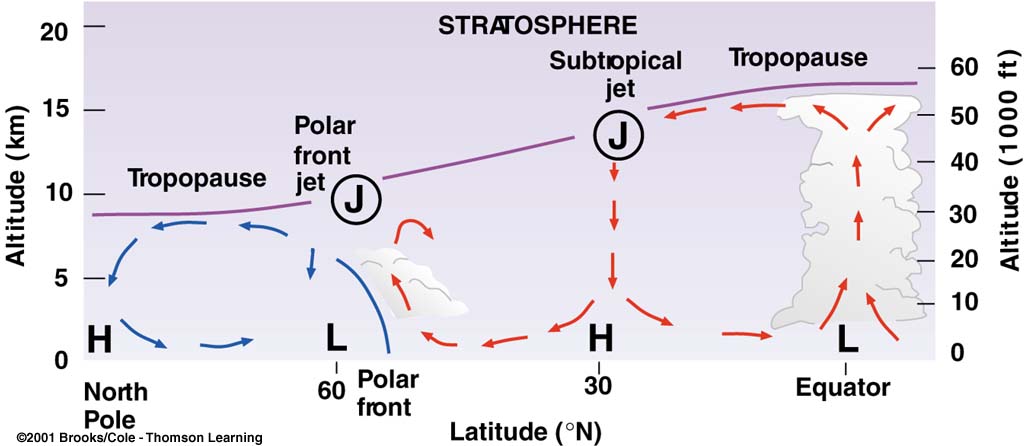 STRATOSPHERE
20
15
10
5
0
Altitude (km)
Tropopause
Polar
front
jet
J
Subtropical
jet
J
Tropopause
60
50
40
30
20
10
0
Altitude (1000 ft)
H
L
H
L
North
Pole
60
Polar
front
30
Equator
Latitude (°N)
©2001 Brooks/Cole - Thomson Learning